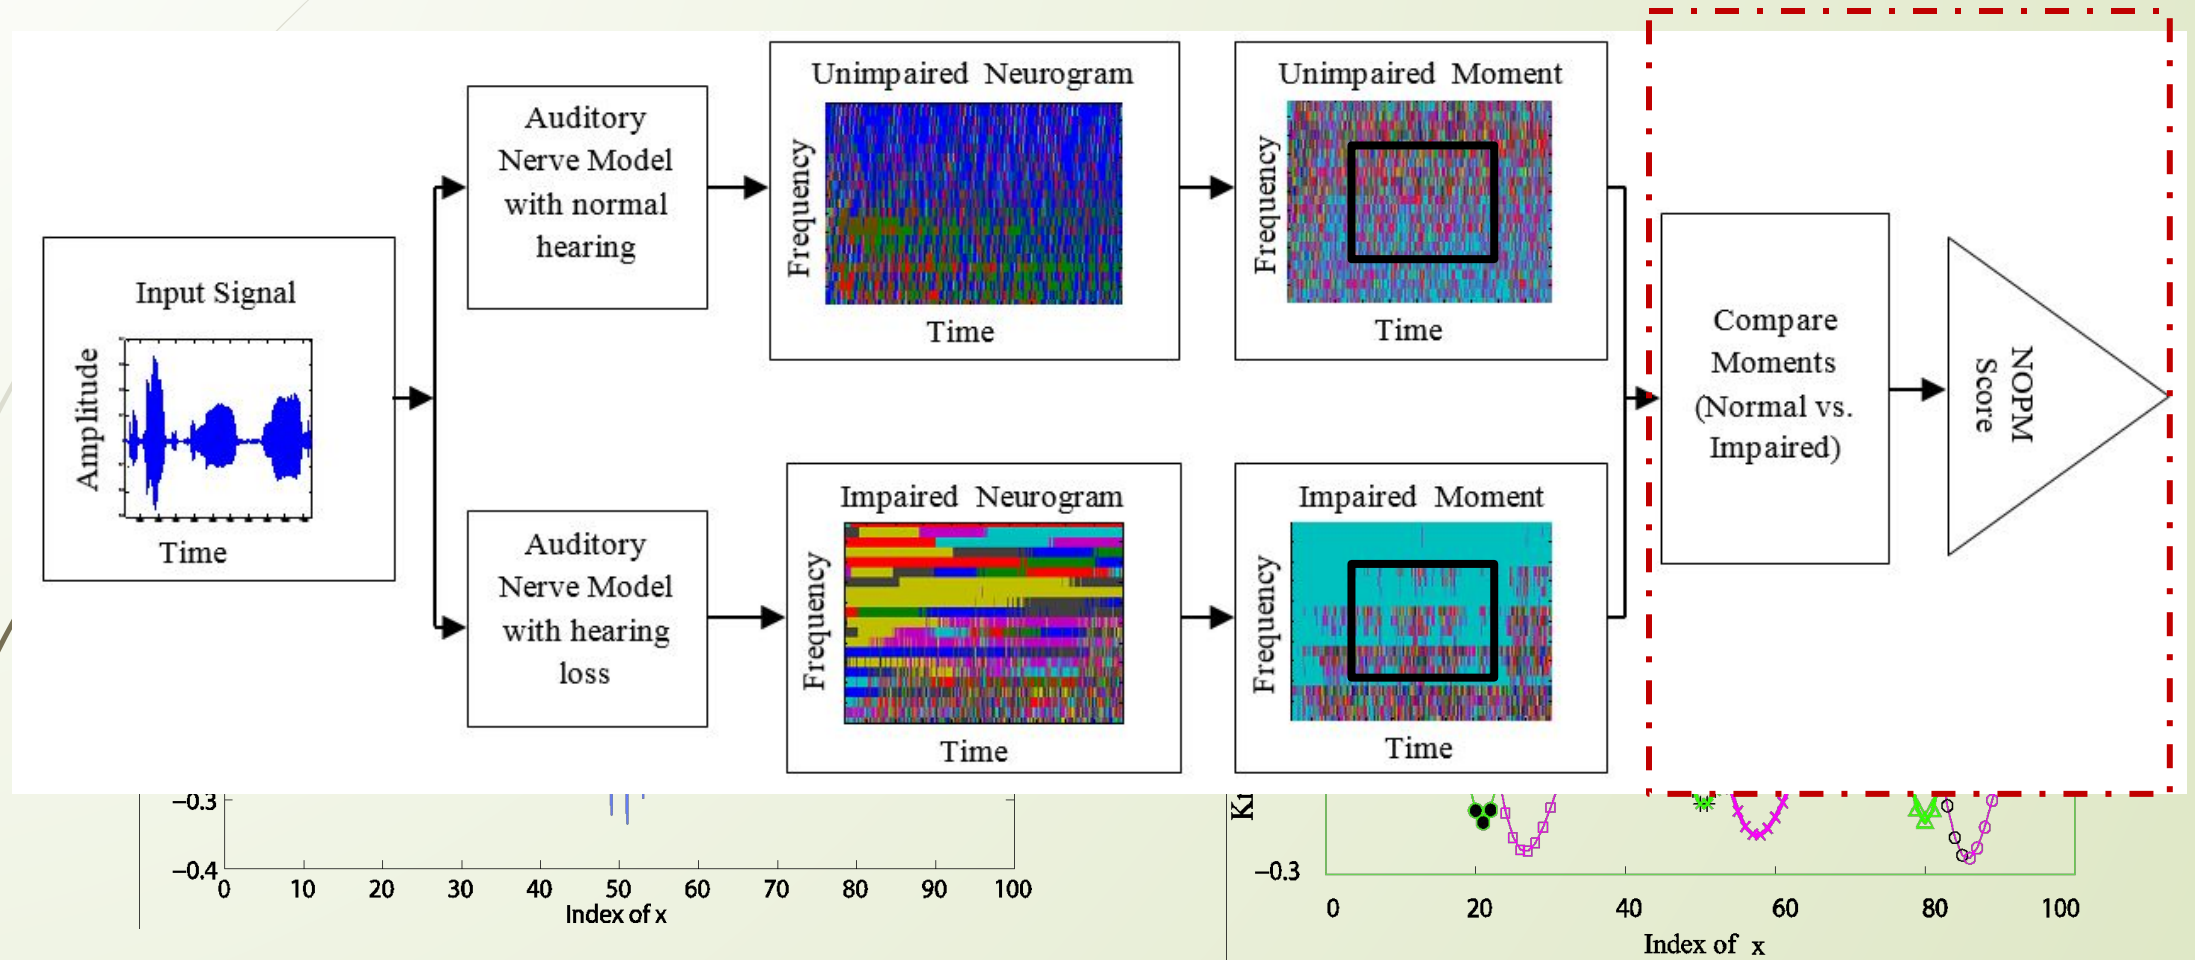 Input Signal
Amplitude
Time
Auditory
Nerve Model
with normal
hearing
Unimpaired Neurogram
Frequency
Time
Unimpaired Moment
Frequency
Time
Auditory
Nerve Model
with hearing
loss
Impaired Neurogram
Frequency
Time
Impaired Moment
Frequency
Time
Compare
Moments
(Normal vs.
Impaired)
NOPM
Score
−0.3
−0.4
0 10 20 30 40 50 60 70 80 90 100
Index of x
−0.3
0 20 40 60 80 100
Index of x